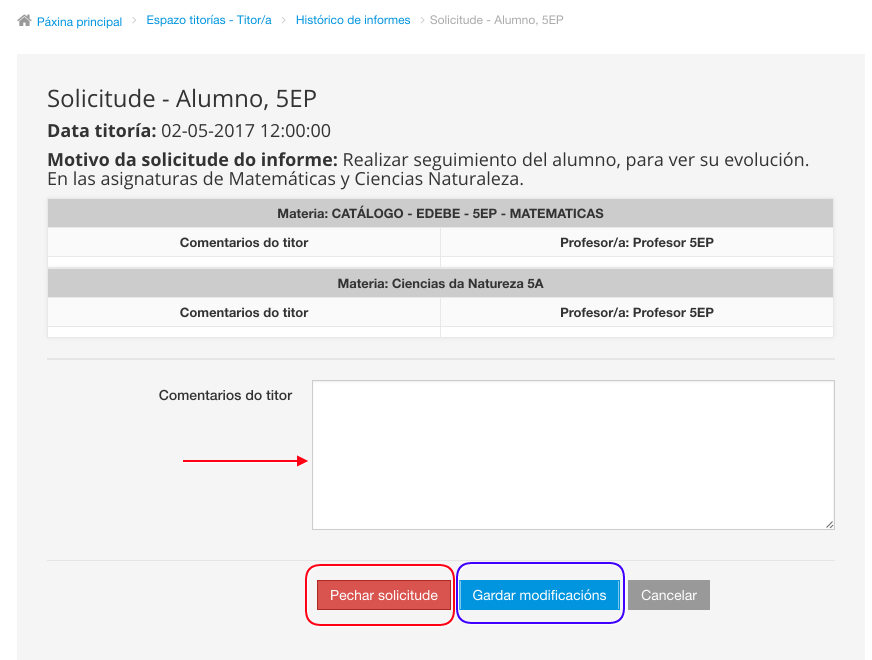 Páxina principal > Espazo titorías - Titor/a > Histórico de informes > Solicitude - Alumno, 5EP
Solicitude - Alumno, 5EP
Data titoría: 02-05-2017 12:00:00
Motivo da solicitude do informe: Realizar seguimiento del alumno, para ver su evolución.
En las asignaturas de Matemáticas y Ciencias Naturaleza.
Materia: CATÁLOGO - EDEBE - 5EP - MATEMATICAS
Comentarios do titor Profesor/a: Profesor 5EP
Materia: Ciencias da Natureza 5A
Comentarios do titor Profesor/a: Profesor 5EP
Comentarios do titor
Pechar solicitude Gardar modificacións Cancelar